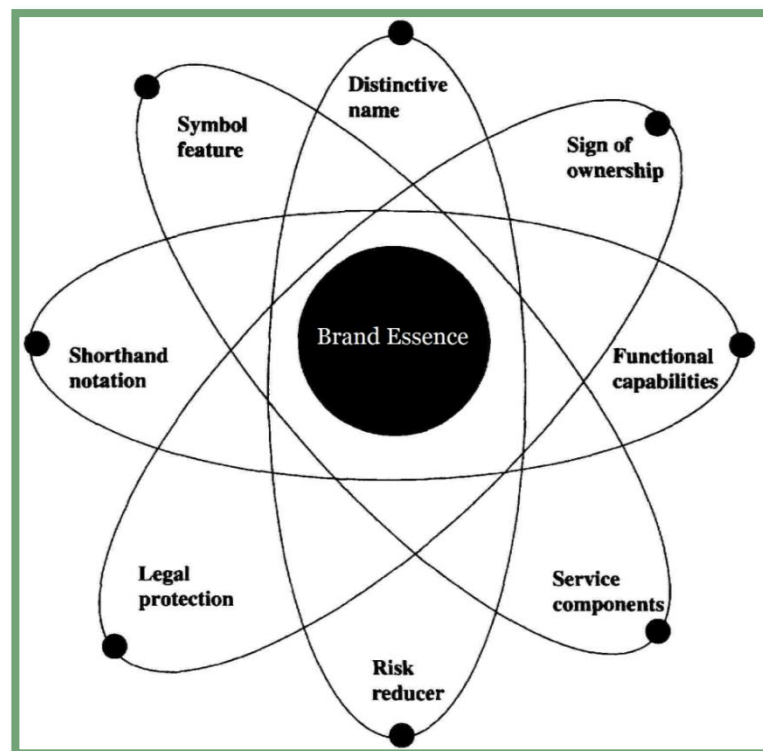 Distinctive
name
Symbol
feature
Sign of
ownership
Brand Essence
Shorthand
notation
Functional
capabilities
Legal
protection
Service
components
Risk
reducer